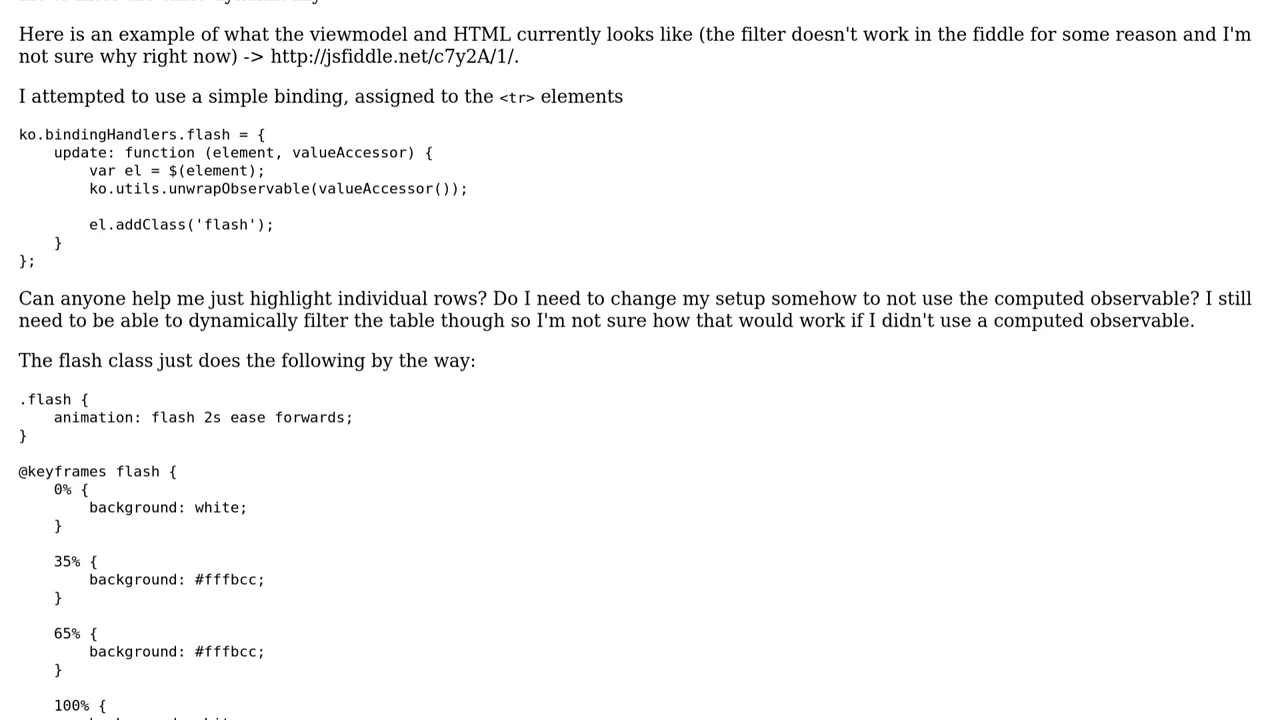 Here is an example of what the viewmodel and HTML currently looks like (the filter doesn't work in the fiddle for some reason and I'm
not sure why right now) -> http://jsfiddle.net/c7y2A/1/.
I attempted to use a simple binding, assigned to the <tr> elements
ko.bindingHandlers.flash = {
    update: function (element, valueAccessor) {
        var el = $(element);
        ko.utils.unwrapObservable(valueAccessor());
        el.addClass('flash');
    }
};
Can anyone help me just highlight individual rows? Do I need to change my setup somehow to not use the computed observable? I still
need to be able to dynamically filter the table though so I'm not sure how that would work if I didn't use a computed observable.
The flash class just does the following by the way:
.flash {
    animation: flash 2s ease forwards;
}
@keyframes flash {
    0% {
        background: white;
    }
    35% {
        background: #fffbcc;
    }
    65% {
        background: #fffbcc;
    }
    100% {